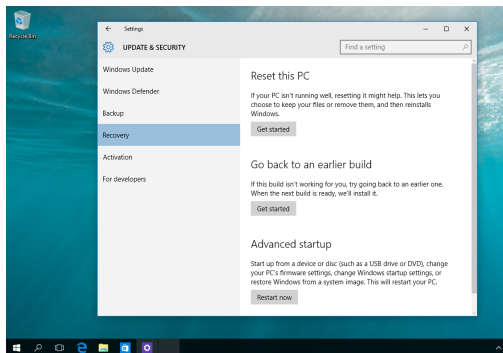 Recycle Bin
Settings
UPDATE & SECURITY
Find a setting
Windows Update
Windows Defender
Backup
Recovery
Activation
For developers
Reset this PC
If your PC isn't running well, resetting it might help. This lets you
choose to keep your files or remove them, and then reinstalls
Windows.
Get started
Go back to an earlier build
If this build isn't working for you, try going back to an earlier one.
When the next build is ready, we'll install it.
Get started
Advanced startup
Start up from a device or disc (such as a USB drive or DVD), change
your PC's firmware settings, change Windows startup settings, or
restore Windows from a system image. This will restart your PC.
Restart now